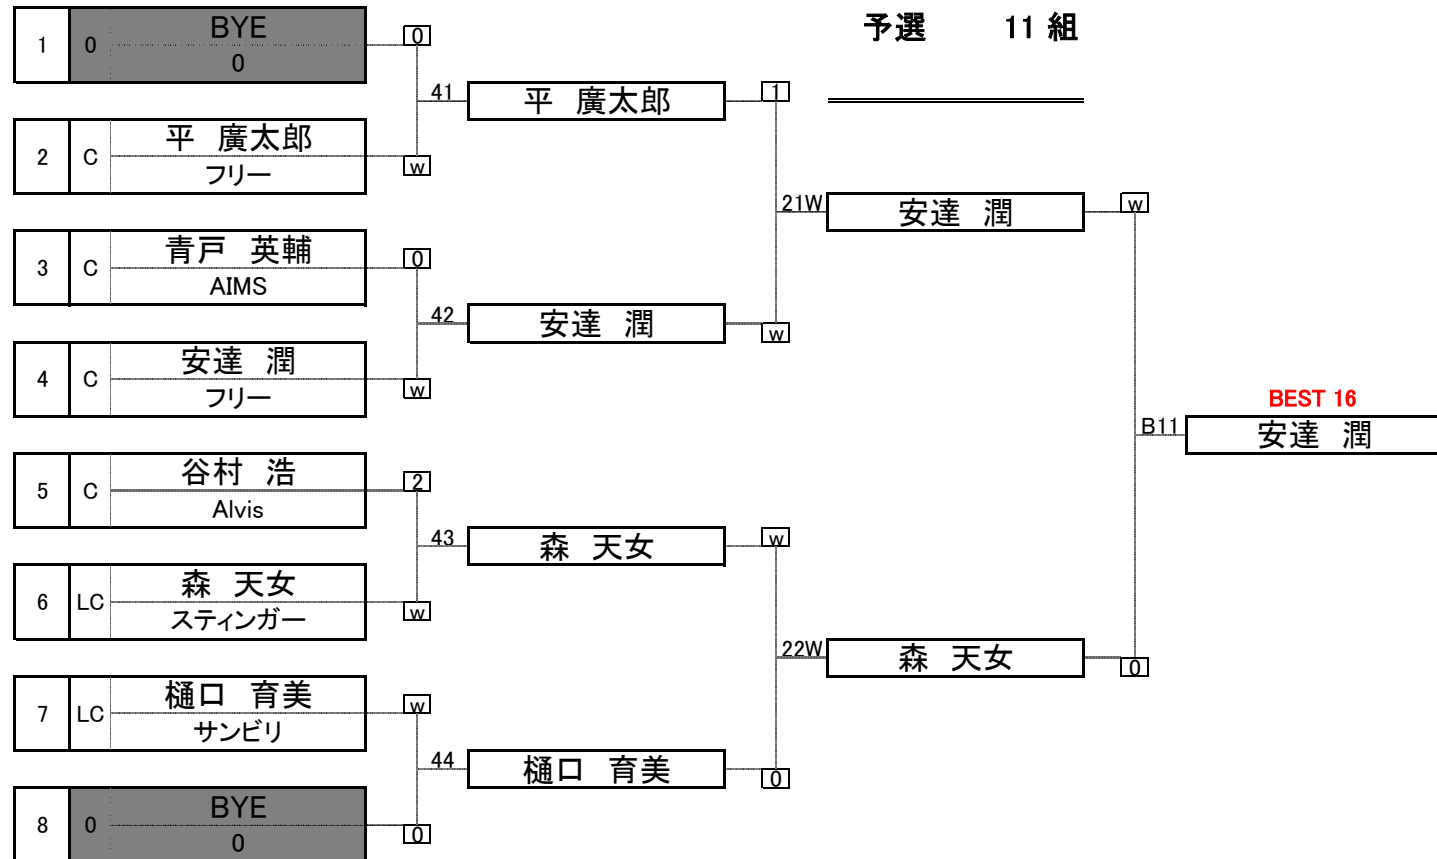 予選 11 組
1 0 BYE 0
0
2 C 平 廣太郎 w
フリー
41 平 廣太郎 1
3 C 青戸 英輔 0
AIMS
4 C 安達 潤 w
フリー
42 安達 潤 w
21W 安達 潤 w
5 C 谷村 浩 2
Alvis
6 LC 森 天女 w
スティンガー
43 森 天女 w
7 LC 樋口 育美 w
サンビリ
8 0 BYE 0
0
44 樋口 育美 0
22W 森 天女 0
BEST 16
B11 安達 潤